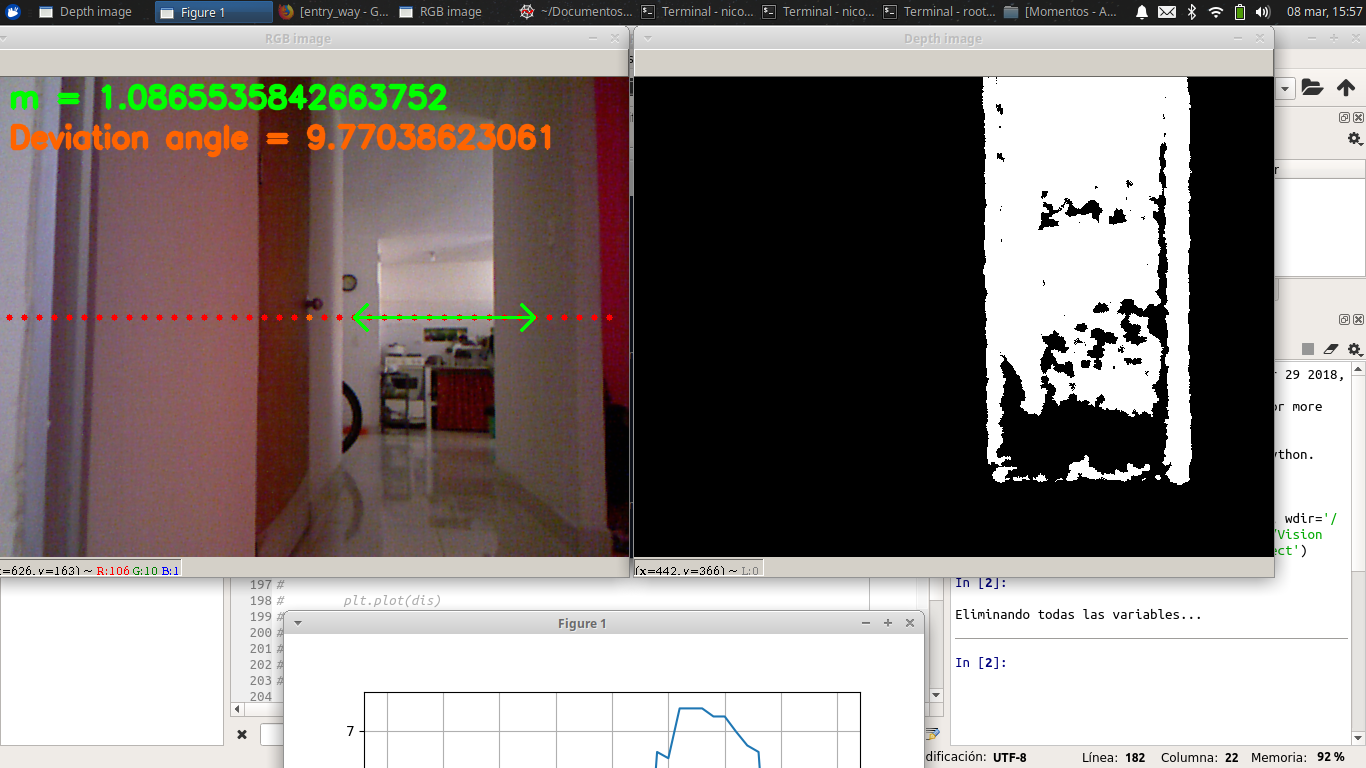 Depth image
Figure 1
[entry_way - G...
RGB image
~/Documentos...
Terminal - nico...
Terminal - nico...
Terminal - root...
[Momentos - A...
08 mar, 15:57
RGB image
Depth image
m = 1.0865535842663752
Deviation angle = 9.77038623061
29 2018,
or more
ython.
wdir='/
/Vision
ect')
x=626, y=163) ~ R:106 G:10 B:1
(x=442, y=366) ~ L:0
In [2]:
Eliminando todas las variables...
In [2]:
197 #
198 # plt.plot(dis)
199 #
200 #
201 #
202 #
203 #
204
Figure 1
7
dificación: UTF-8
Línea: 182
Columna: 22
Memoria: 92 %